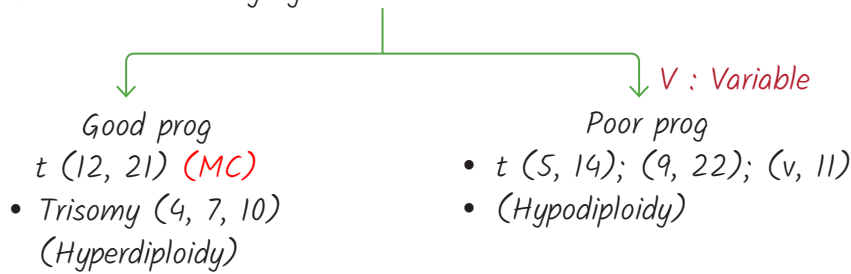 V : Variable
Good prog
t (12, 21) (MC)
• Trisomy (4, 7, 10)
(Hyperdiploidy)
Poor prog
• t (5, 14); (9, 22); (v, 11)
• (Hypodiploidy)